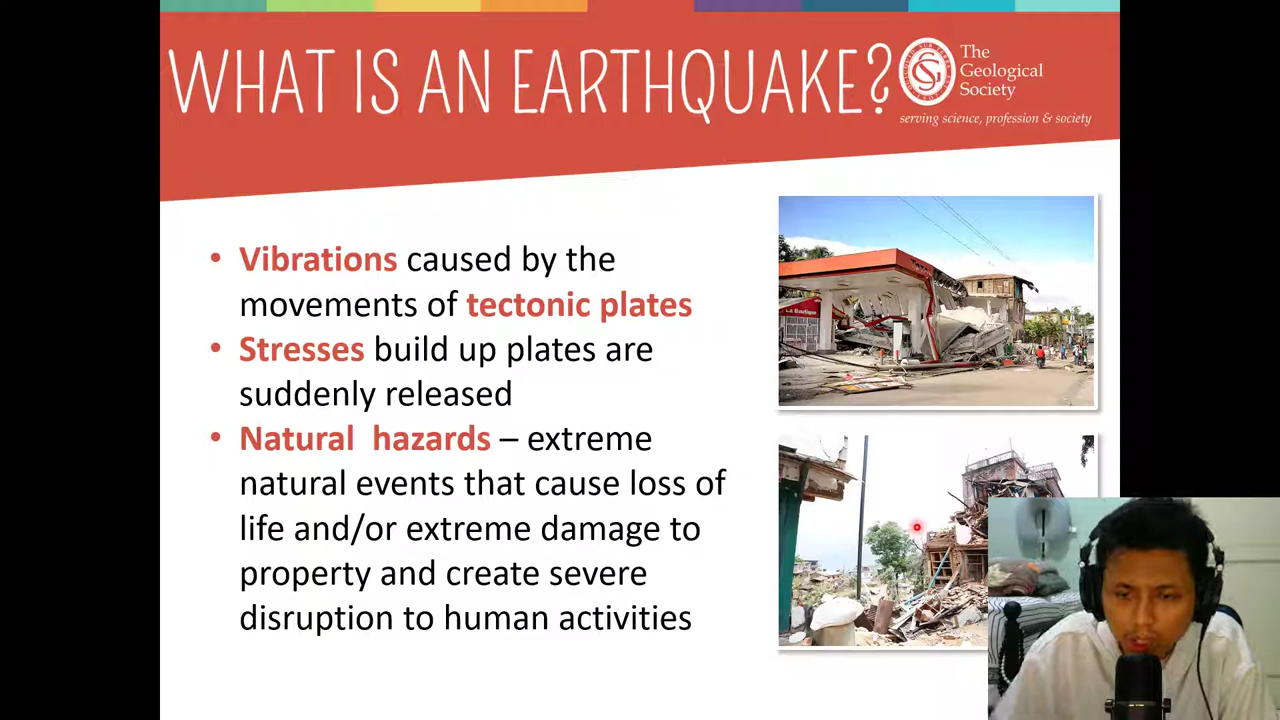 WHAT IS AN EARTHQUAKE?
The
Geological
Society
serving science, profession & society
• Vibrations caused by the
movements of tectonic plates
• Stresses build up plates are
suddenly released
• Natural hazards – extreme
natural events that cause loss of
life and/or extreme damage to
property and create severe
disruption to human activities